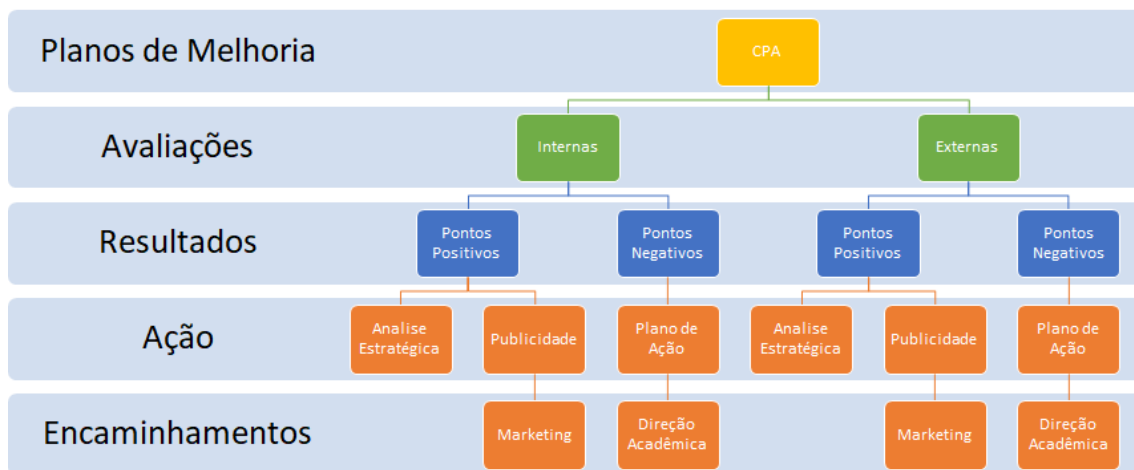 Planos de Melhoria
CPA
Avaliações
Internas
Externas
Resultados
Pontos
Positivos
Pontos
Negativos
Pontos
Positivos
Pontos
Negativos
Ação
Analise
Estratégica
Publicidade
Plano de
Ação
Analise
Estratégica
Publicidade
Plano de
Ação
Encaminhamentos
Marketing
Direção
Acadêmica
Marketing
Direção
Acadêmica